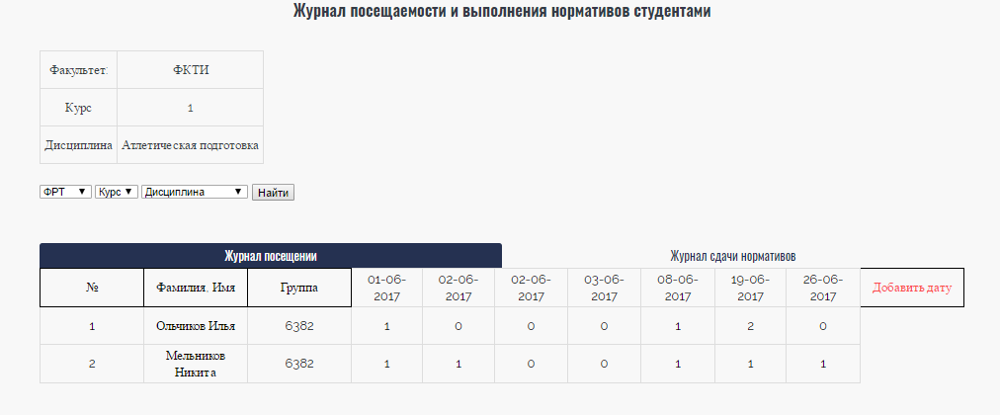 Журнал посещаемости и выполнения нормативов студентами
Факультет: ФКТИ
Курс 1
Дисциплина Атлетическая подготовка
ФРТ Курс Дисциплина Найти
Журнал посещении Журнал сдачи нормативов
№ Фамилия, Имя Группа 01-06-2017 02-06-2017 02-06-2017 03-06-2017 08-06-2017 19-06-2017 26-06-2017 Добавить дату
1 Ольчиков Илья 6382 1 0 0 0 1 2 0
2 Мельников Никита 6382 1 1 0 0 1 1 1